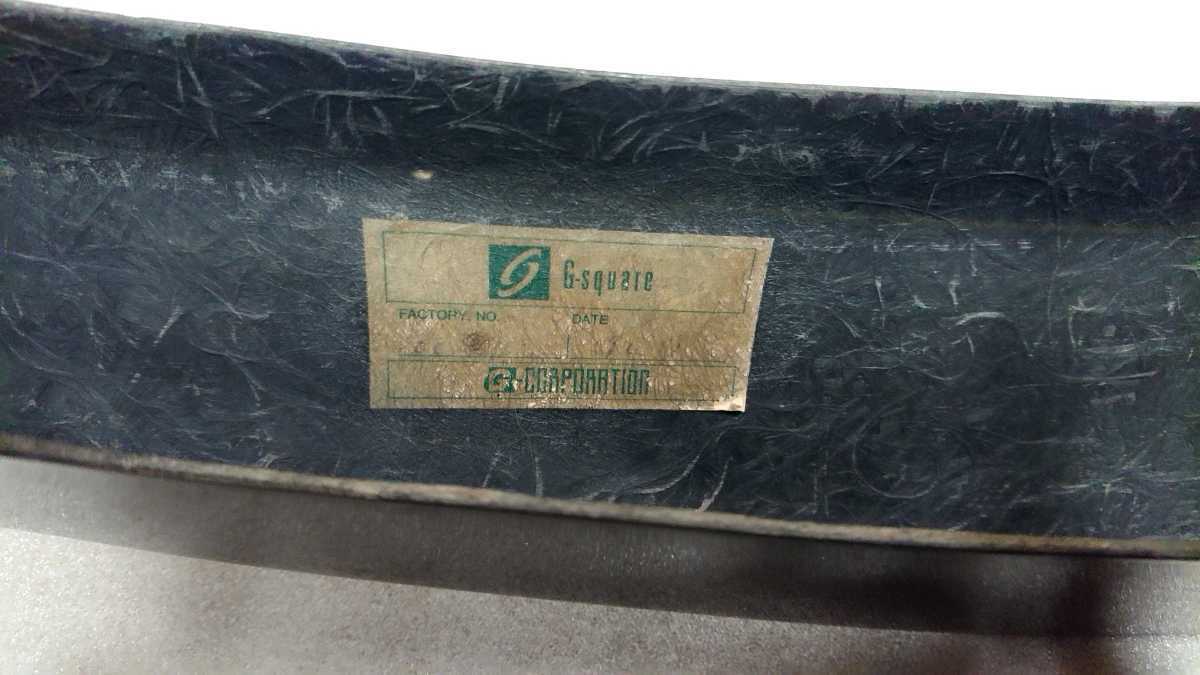 G G-square
FACTORY. NO. DATE
G-CORPORATION